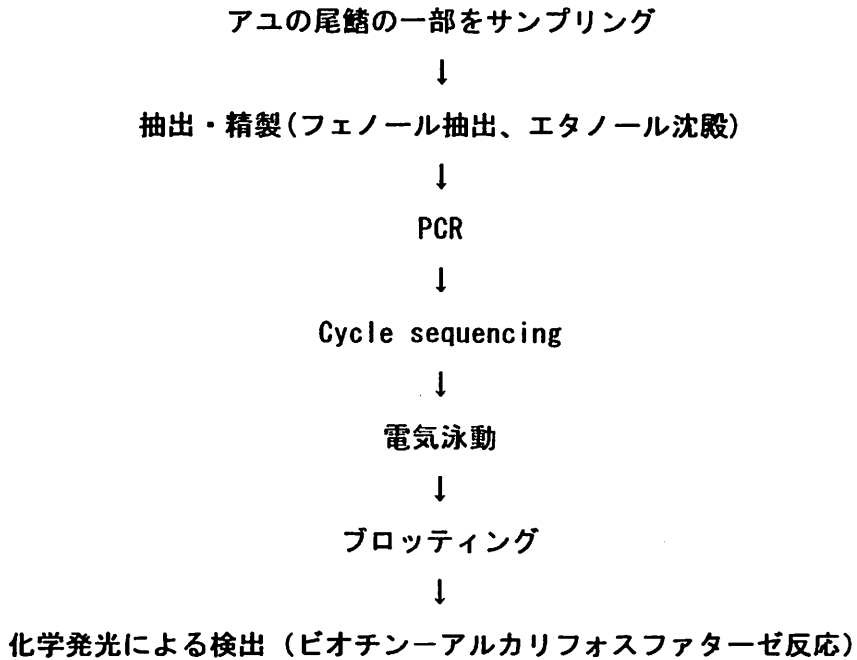 アユの尾鰭の一部をサンプリング
↓
抽出・精製(フェノール抽出、エタノール沈殿)
↓
PCR
↓
Cycle sequencing
↓
電気泳動
↓
ブロッティング
↓
化学発光による検出(ビオチンーアルカリフォスファターゼ反応)